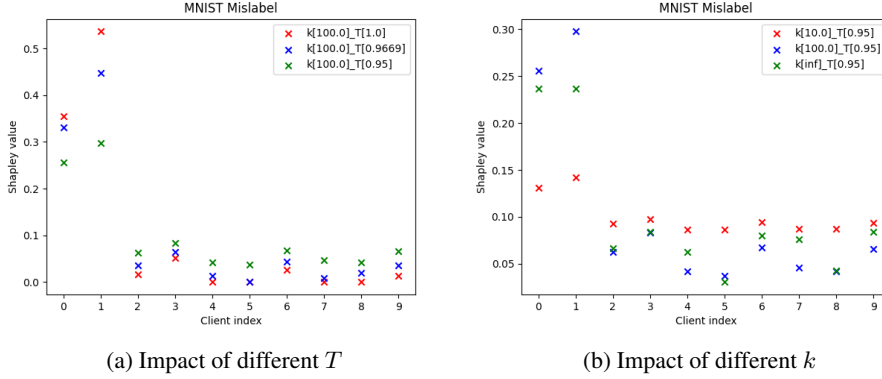 MNIST Mislabel
k[100.0]_T[1.0]
k[100.0]_T[0.9669]
k[100.0]_T[0.95]
Shapley value
0.5
0.4
0.3
0.2
0.1
0.0
0 1 2 3 4 5 6 7 8 9
Client index
(a) Impact of different T
MNIST Mislabel
k[10.0]_T[0.95]
k[100.0]_T[0.95]
k[inf]_T[0.95]
Shapley value
0.30
0.25
0.20
0.15
0.10
0.05
0 1 2 3 4 5 6 7 8 9
Client index
(b) Impact of different k